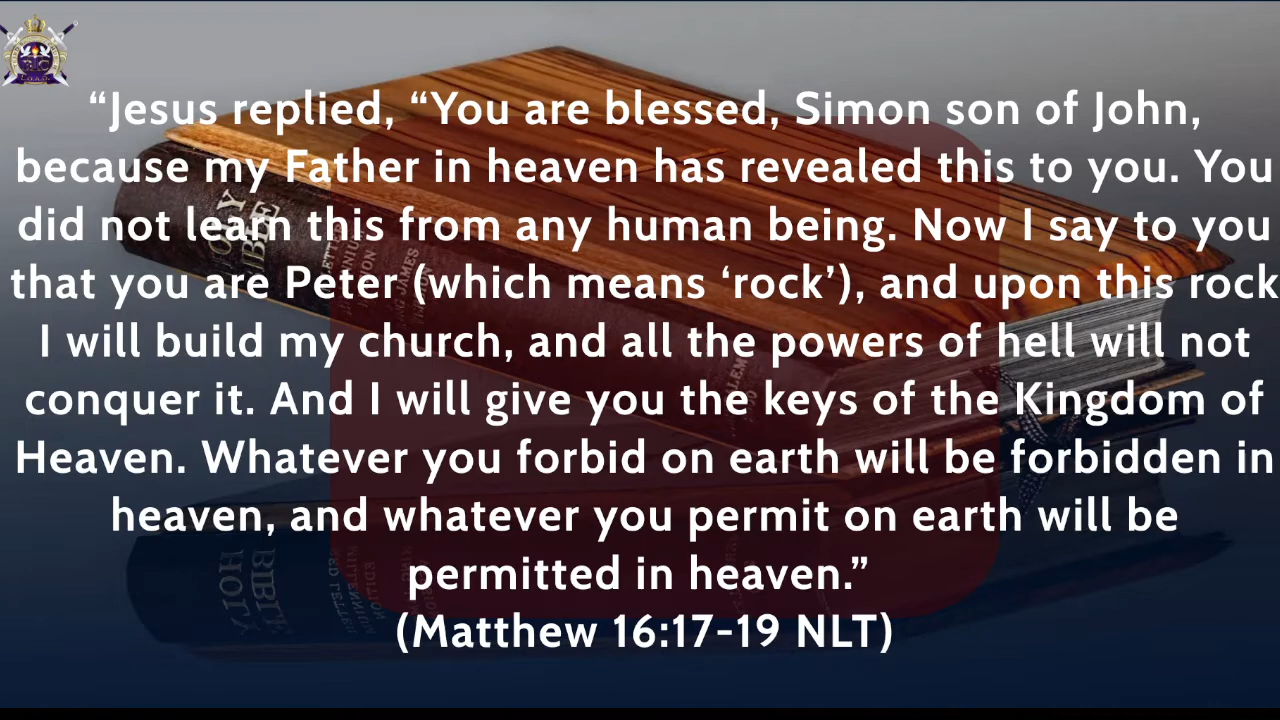 “Jesus replied, “You are blessed, Simon son of John,
because my Father in heaven has revealed this to you. You
did not learn this from any human being. Now I say to you
that you are Peter (which means ‘rock’), and upon this rock
I will build my church, and all the powers of hell will not
conquer it. And I will give you the keys of the Kingdom of
Heaven. Whatever you forbid on earth will be forbidden in
heaven, and whatever you permit on earth will be
permitted in heaven.”
(Matthew 16:17-19 NLT)
HOLY
BIBLE